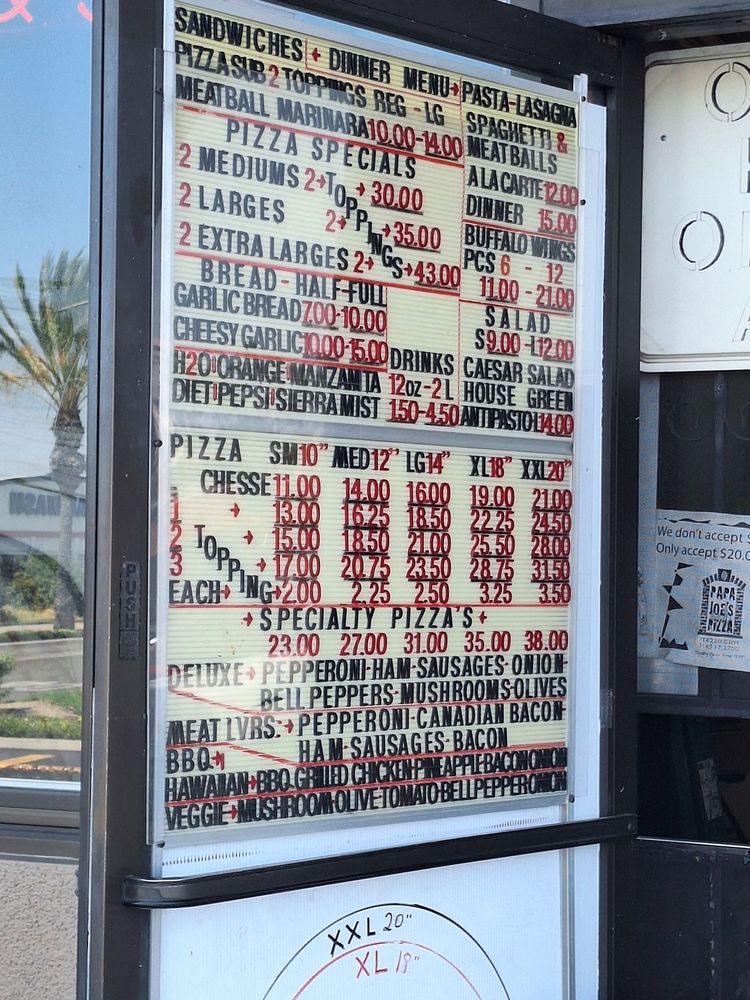 SANDWICHES + DINNER MENU→
PIZZA SUB 2 TOPPINGS REG - LG
MEATBALL MARINARA 10.00-14.00
PIZZA SPECIALS
2 MEDIUMS 2→ TOPPINGS → 30.00
2 LARGES 2→ → 35.00
2 EXTRA LARGES 2→ → 43.00
BREAD - HALF-FULL
GARLIC BREAD 7.00-10.00
CHEESY GARLIC 10.00-15.00
DRINKS
H2O ORANGE MANZANITA 12oz - 2 L
DIET PEPSI SIERRA MIST 1.50-4.50
PASTA-LASAGNA
SPAGHETTI &
MEATBALLS
A LA CARTE 12.00
DINNER 15.00
BUFFALO WINGS
PCS 6 - 12
11.00 - 21.00
SALAD
S 9.00 - L 12.00
CAESAR SALAD
HOUSE GREEN
ANTIPASTO L 14.00
PIZZA SM 10" MED 12" LG 14" XL 18" XXL 20"
CHESSE 11.00 14.00 16.00 19.00 21.00
1 → 13.00 16.25 18.50 22.25 24.50
2 TOPPING → 15.00 18.50 21.00 25.50 28.00
3 → 17.00 20.75 23.50 28.75 31.50
EACH→ 2.00 2.25 2.50 3.25 3.50
→ SPECIALTY PIZZA'S ←
23.00 27.00 31.00 35.00 38.00
DELUXE→ PEPPERONI-HAM-SAUSAGES-ONION-
BELL PEPPERS-MUSHROOMS-OLIVES
MEAT LVRS.→ PEPPERONI-CANADIAN BACON-
HAM-SAUSAGES-BACON
BBQ→
HAWAIIAN→ BBQ GRILLED CHICKEN PINEAPPLE BACON ONION
VEGGIE→ MUSHROOM OLIVE TOMATO BELL PEPPER ONION
XXL 20"
XL 18"
PUSH
We don't accept $
Only accept $20.0
PAPA
JOE'S
PIZZA